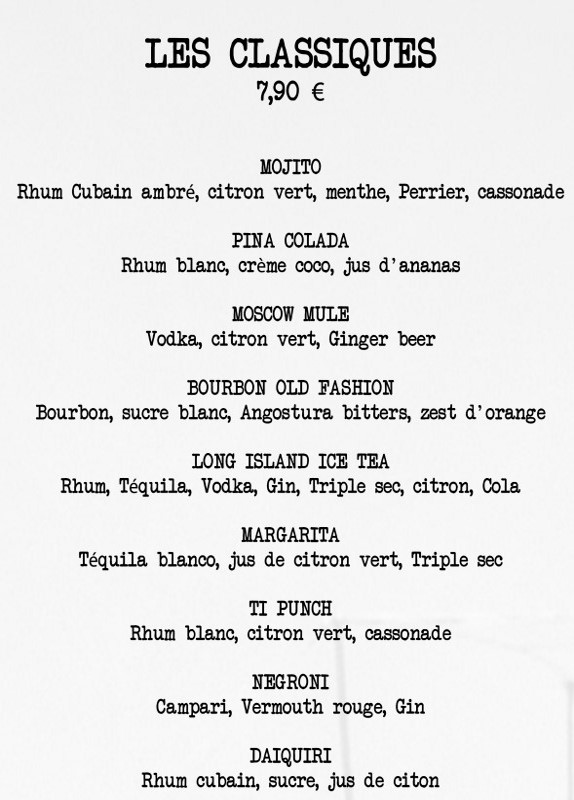 LES CLASSIQUES
7,90 €
MOJITO
Rhum Cubain ambré, citron vert, menthe, Perrier, cassonade
PINA COLADA
Rhum blanc, crème coco, jus d'ananas
MOSCOW MULE
Vodka, citron vert, Ginger beer
BOURBON OLD FASHION
Bourbon, sucre blanc, Angostura bitters, zest d'orange
LONG ISLAND ICE TEA
Rhum, Téquila, Vodka, Gin, Triple sec, citron, Cola
MARGARITA
Téquila blanco, jus de citron vert, Triple sec
TI PUNCH
Rhum blanc, citron vert, cassonade
NEGRONI
Campari, Vermouth rouge, Gin
DAIQUIRI
Rhum cubain, sucre, jus de citon